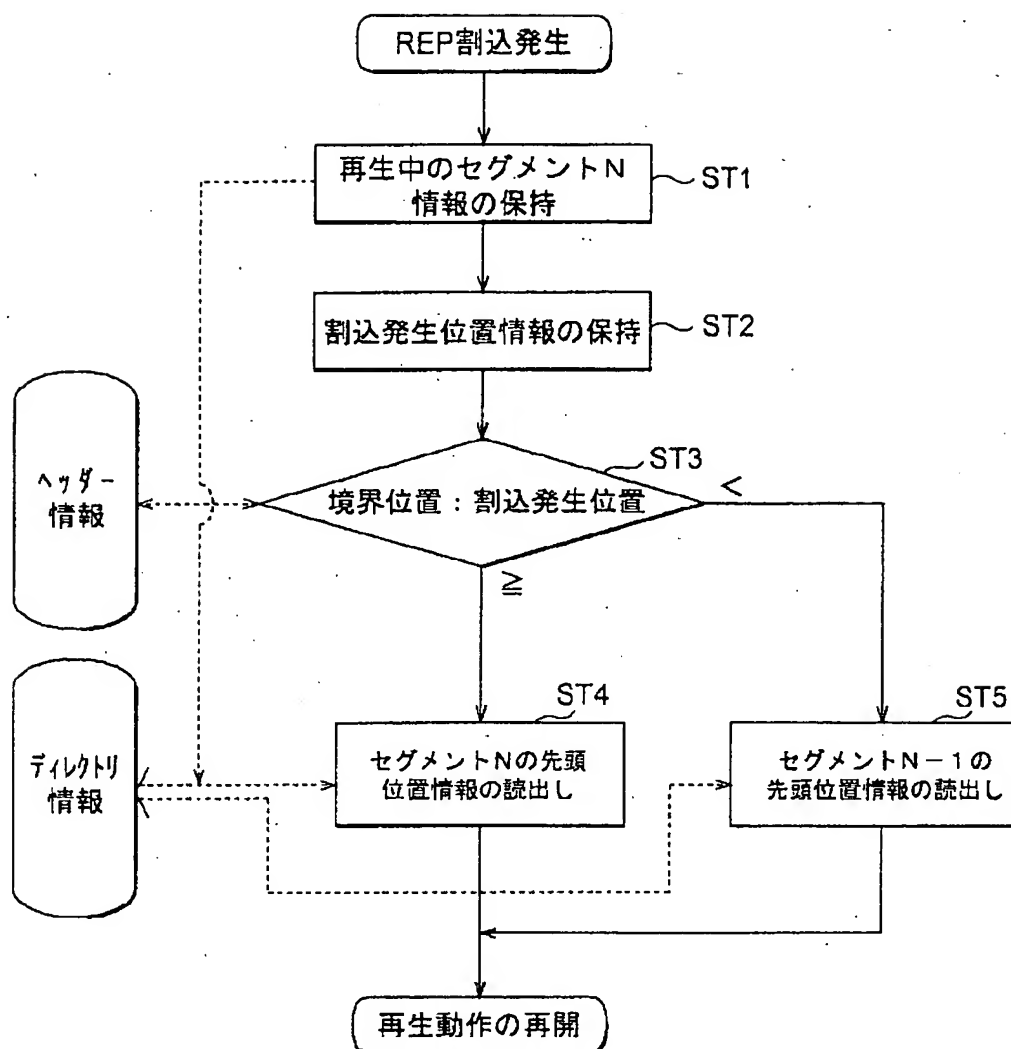 REP割込発生
再生中のセグメントN
情報の保持
ST1
割込発生位置情報の保持
ST2
ヘッダー
情報
ST3
境界位置:割込発生位置
<
≧
ディレクトリ
情報
ST4
セグメントNの先頭
位置情報の読出し
ST5
セグメントN-1の
先頭位置情報の読出し
再生動作の再開